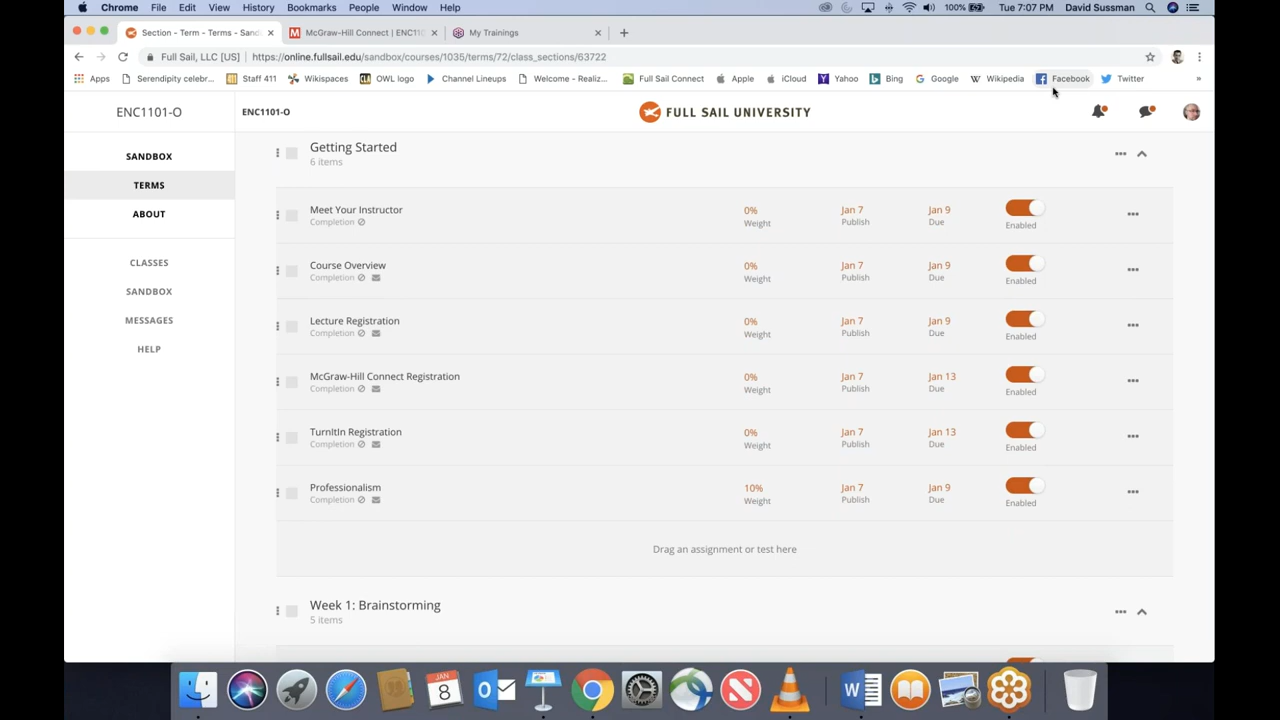 Chrome File Edit View History Bookmarks People Window Help 100% Tue 7:07 PM David Sussman
Section - Term - Terms - San
McGraw-Hill Connect | ENC11
My Trainings
Full Sail, LLC [US] https://online.fullsail.edu/sandbox/courses/1035/terms/72/class_sections/63722
Apps Serendipity celebr... Staff 411 Wikispaces OWL logo Channel Lineups Welcome - Realiz... Full Sail Connect Apple iCloud Yahoo Bing Google Wikipedia Facebook Twitter »
ENC1101-O
ENC1101-O
FULL SAIL UNIVERSITY
SANDBOX
TERMS
ABOUT
CLASSES
SANDBOX
MESSAGES
HELP
Getting Started
6 items
Meet Your Instructor 0% Jan 7 Jan 9
Completion Weight Publish Due Enabled
Course Overview 0% Jan 7 Jan 9
Completion Weight Publish Due Enabled
Lecture Registration 0% Jan 7 Jan 9
Completion Weight Publish Due Enabled
McGraw-Hill Connect Registration 0% Jan 7 Jan 13
Completion Weight Publish Due Enabled
TurnItIn Registration 0% Jan 7 Jan 13
Completion Weight Publish Due Enabled
Professionalism 10% Jan 7 Jan 9
Completion Weight Publish Due Enabled
Drag an assignment or test here
Week 1: Brainstorming
5 items
JAN
8